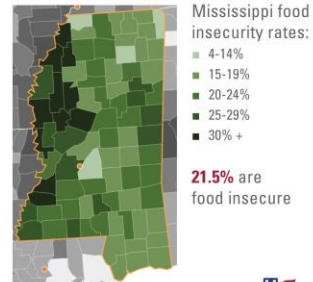 Mississippi food
insecurity rates:
4-14%
15-19%
20-24%
25-29%
30% +
21.5% are
food insecure